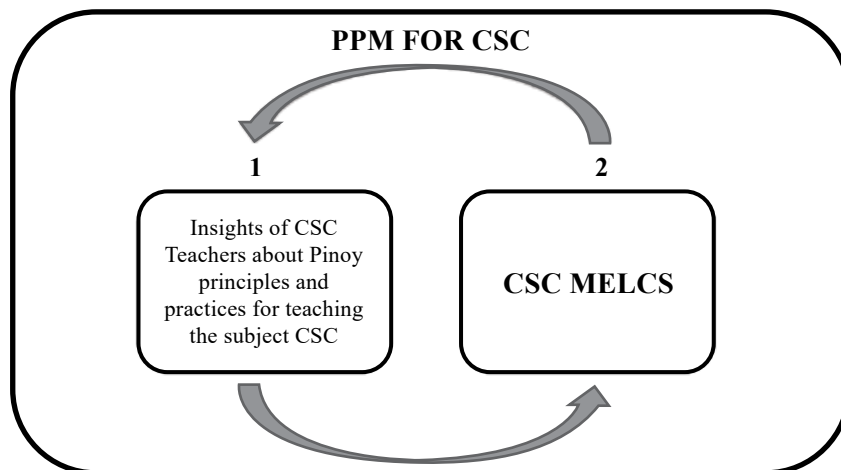 PPM FOR CSC
1
2
Insights of CSC
Teachers about Pinoy
principles and
practices for teaching
the subject CSC
CSC MELCS